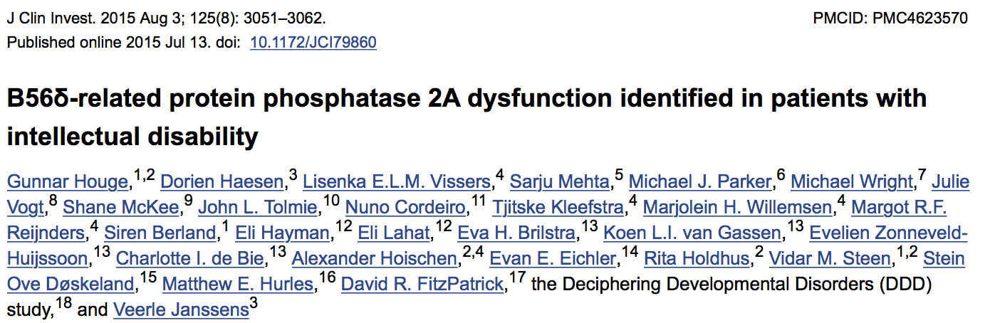 J Clin Invest. 2015 Aug 3; 125(8): 3051–3062. PMCID: PMC4623570
Published online 2015 Jul 13. doi: 10.1172/JCI79860
B56δ-related protein phosphatase 2A dysfunction identified in patients with
intellectual disability
Gunnar Houge,1,2 Dorien Haesen,3 Lisenka E.L.M. Vissers,4 Sarju Mehta,5 Michael J. Parker,6 Michael Wright,7 Julie
Vogt,8 Shane McKee,9 John L. Tolmie,10 Nuno Cordeiro,11 Tjitske Kleefstra,4 Marjolein H. Willemsen,4 Margot R.F.
Reijnders,4 Siren Berland,1 Eli Hayman,12 Eli Lahat,12 Eva H. Brilstra,13 Koen L.I. van Gassen,13 Evelien Zonneveld-
Huijssoon,13 Charlotte I. de Bie,13 Alexander Hoischen,2,4 Evan E. Eichler,14 Rita Holdhus,2 Vidar M. Steen,1,2 Stein
Ove Døskeland,15 Matthew E. Hurles,16 David R. FitzPatrick,17 the Deciphering Developmental Disorders (DDD)
study,18 and Veerle Janssens3